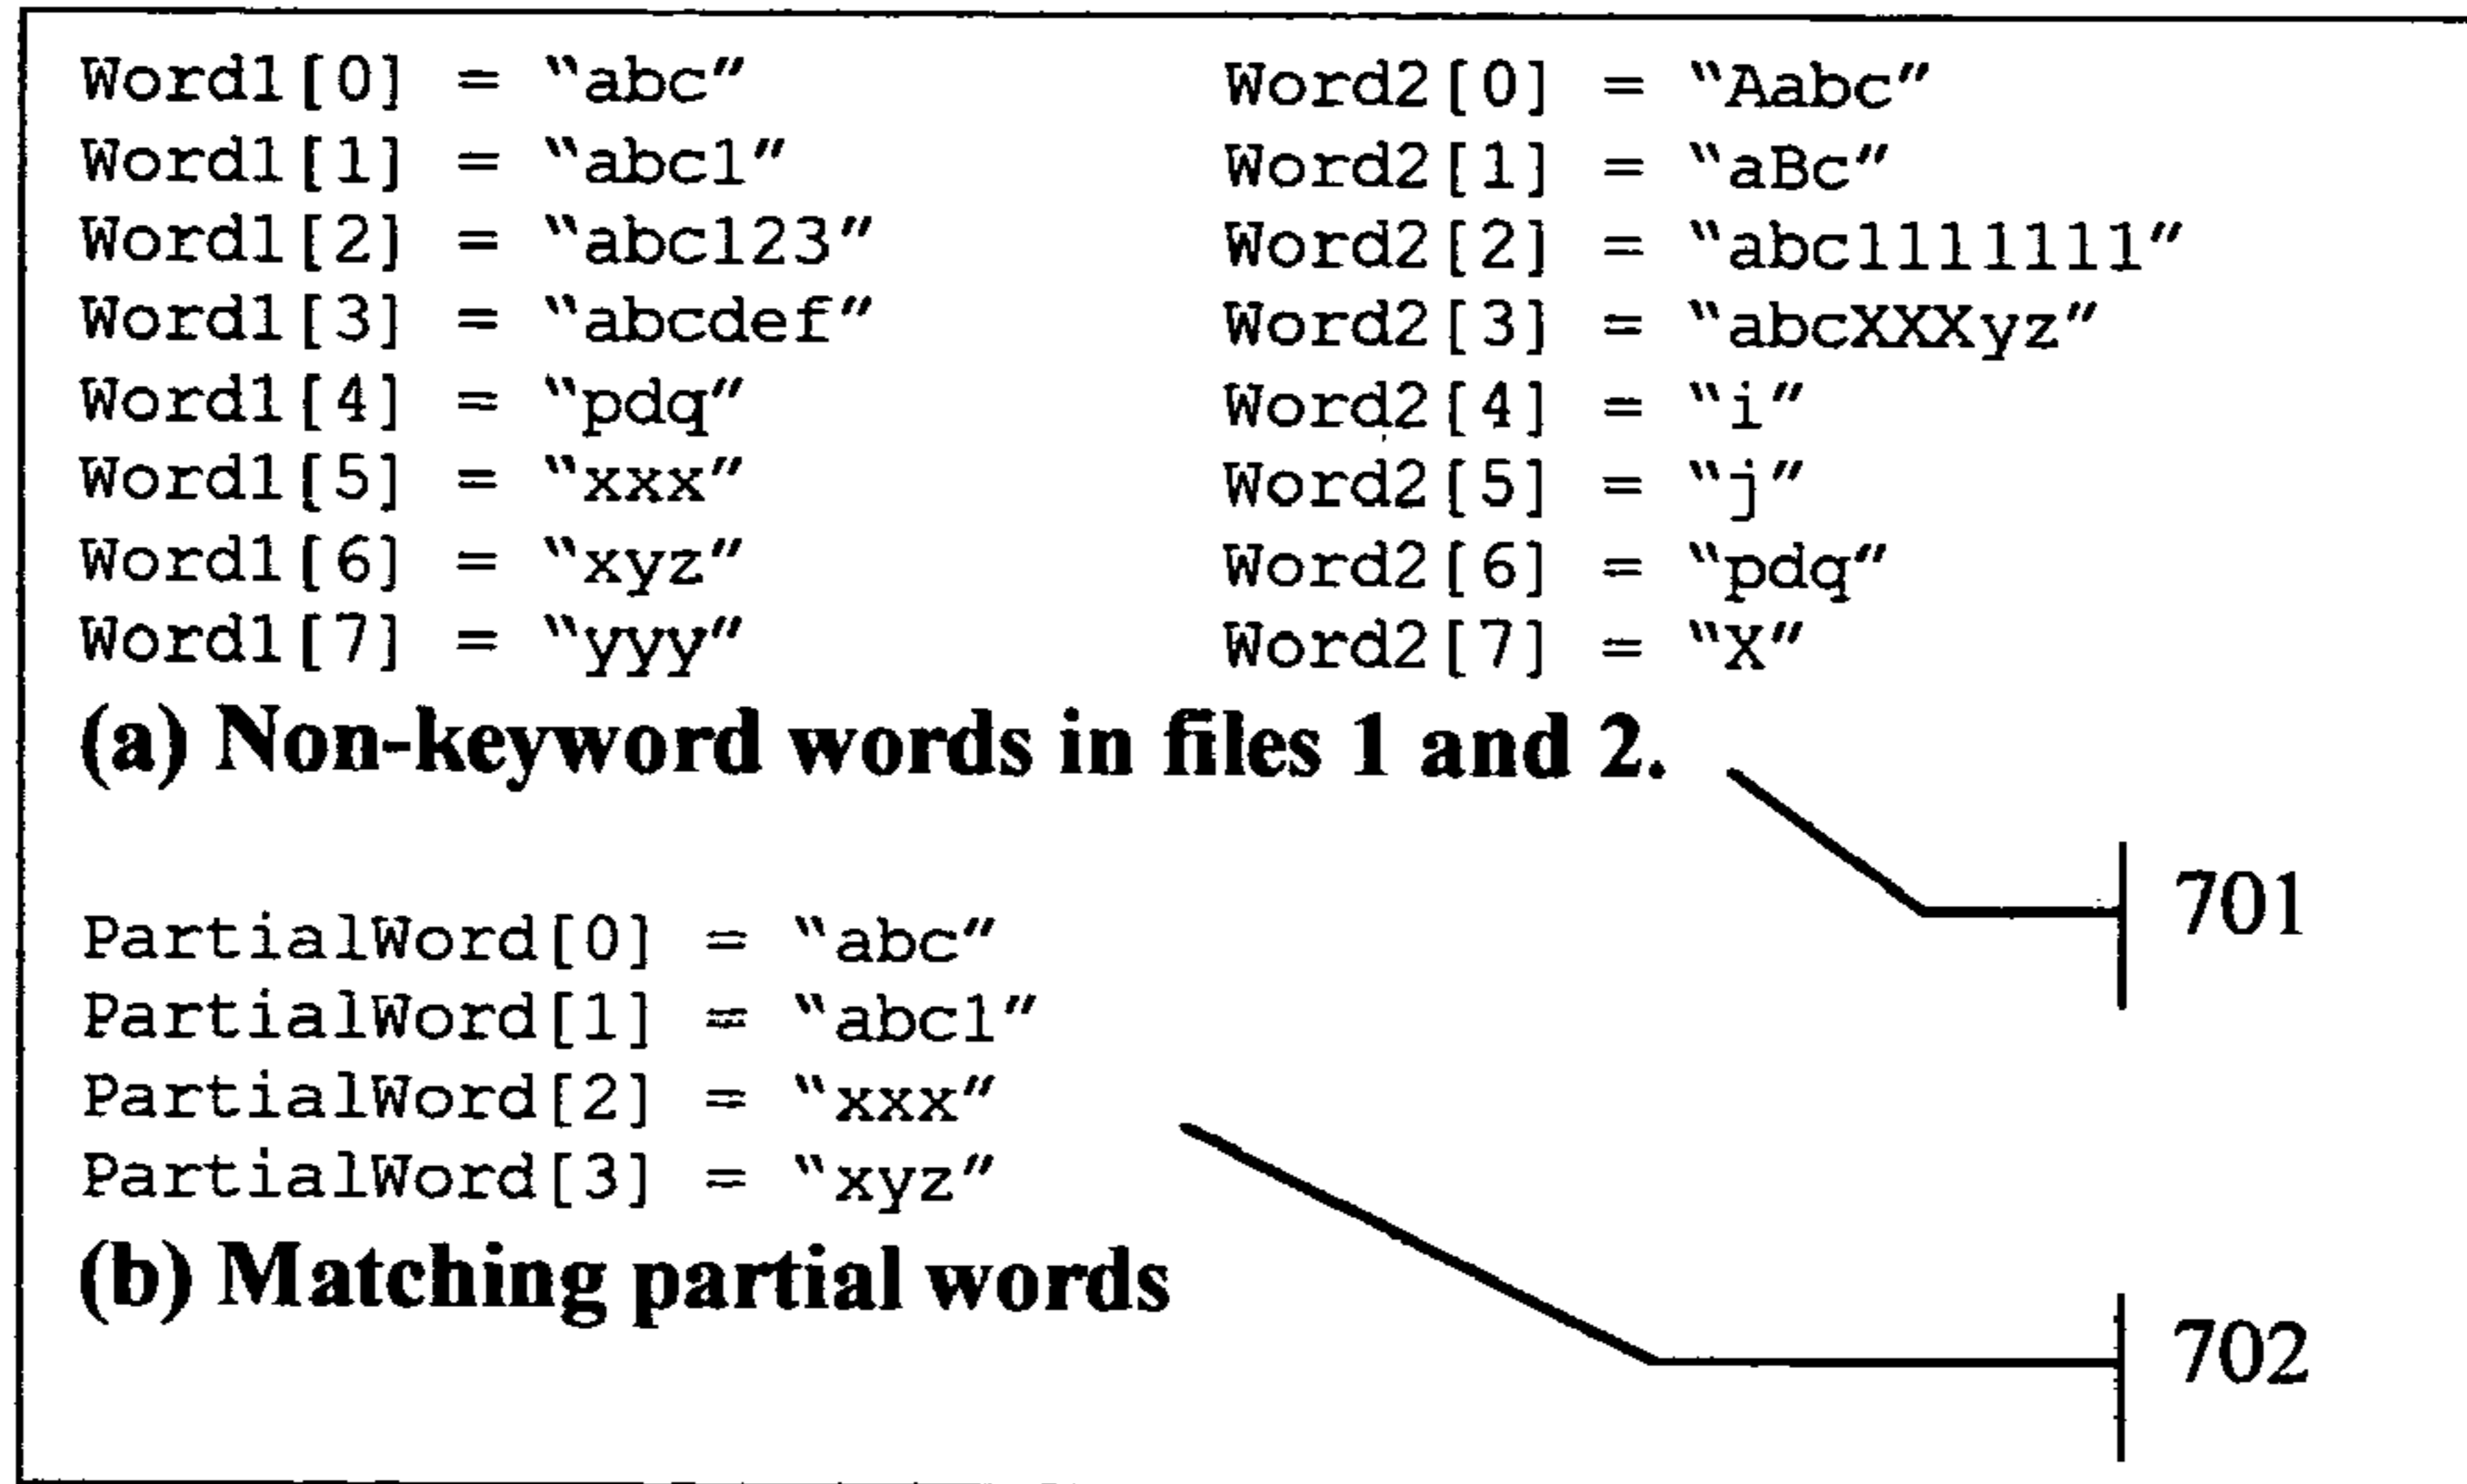 Word1[0] = "abc" Word2[0] = "Aabc"
Word1[1] = "abc1" Word2[1] = "aBc"
Word1[2] = "abc123" Word2[2] = "abc1111111"
Word1[3] = "abcdef" Word2[3] = "abcXXXyz"
Word1[4] = "pdq" Word2[4] = "i"
Word1[5] = "xxx" Word2[5] = "j"
Word1[6] = "xyz" Word2[6] = "pdq"
Word1[7] = "yyy" Word2[7] = "X"
(a) Non-keyword words in files 1 and 2.
701
PartialWord[0] = "abc"
PartialWord[1] = "abc1"
PartialWord[2] = "xxx"
PartialWord[3] = "xyz"
(b) Matching partial words
702